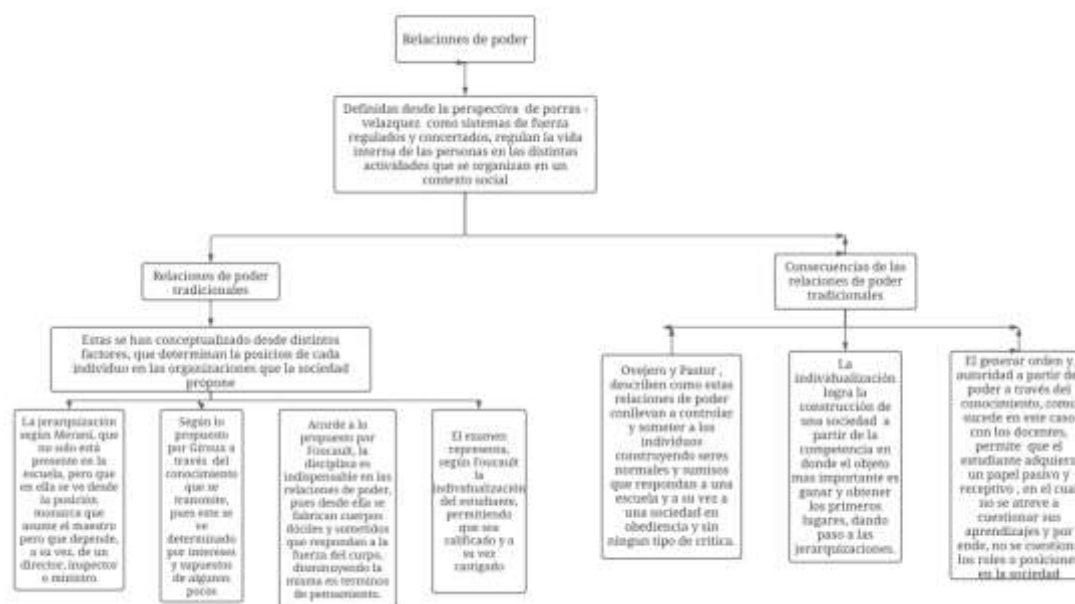 Relaciones de poder
Definidas desde la perspectiva de porras -
velazquez como sistemas de fuerza
regulados y concertados, regulan la vida
interna de las personas en las distintas
actividades que se organizan en un
contexto social
Relaciones de poder
tradicionales
Estas se han conceptualizado desde distintos
factores, que determinan la posicion de cada
individuo en las organizaciones que la sociedad
propone
La jerarquización
según Merani, que
no solo está
presente en la
escuela, pero que
en ella se ve desde
la posición
monarca que
asume el maestro
pero que depende,
a su vez, de un
director, inspector
o ministro.
Según lo
propuesto
por Giroux a
través del
conocimiento
que se
transmite,
pues este se
ve
determinado
por intereses
y supuestos
de algunos
pocos
Acorde a lo
propuesto por
Foucault, la
disciplina es
indispensable en las
relaciones de poder,
pues desde ella se
fabrican cuerpos
dóciles y sometidos
que respondan a la
fuerza del
disminuyendo la
misma en terminos
de pensamiento.
El examen
representa,
según Foucault
la
individualización
del estudiante,
permitiendo
que sea
calificado y a
su vez
castigado
Consecuencias de las
relaciones de poder
tradicionales
Ovejero y Pastor ,
describen como estas
relaciones de poder
conllevan a controlar
y someter a los
individuos
construyendo seres
normales y sumisos
que respondan a una
escuela y a su vez a
una sociedad en
obediencia y sin
ningun tipo de critica.
La
individualización
logra la
construcción de
una sociedad a
partir de la
competencia en
donde el objeto
mas importante es
ganar y obtener
los primeros
lugares, dando
paso a las
jerarquizaciones.
El generar orden y
autoridad a partir de
poder a través del
conocimiento, como
sucede en este caso
con los docentes,
permite que el
estudiante adquiera
un papel pasivo y
receptivo , en el cual
no se atreve a
cuestionar sus
aprendizajes y por
ende, no se cuestiona
los roles o posiciones
en la sociedad